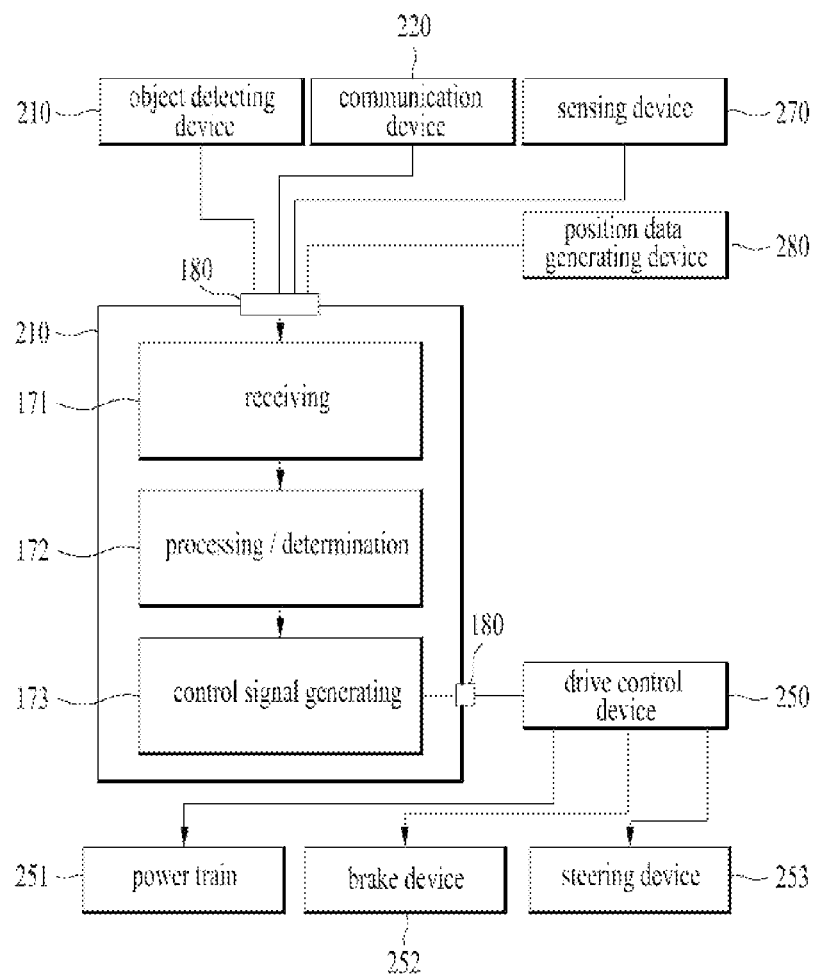 220
210
object detecting
device
communication
device
sensing device
270
position data
generating device
280
180
210
171
receiving
172
processing / determination
173
control signal generating
180
drive control
device
250
251
power train
brake device
steering device
253
252